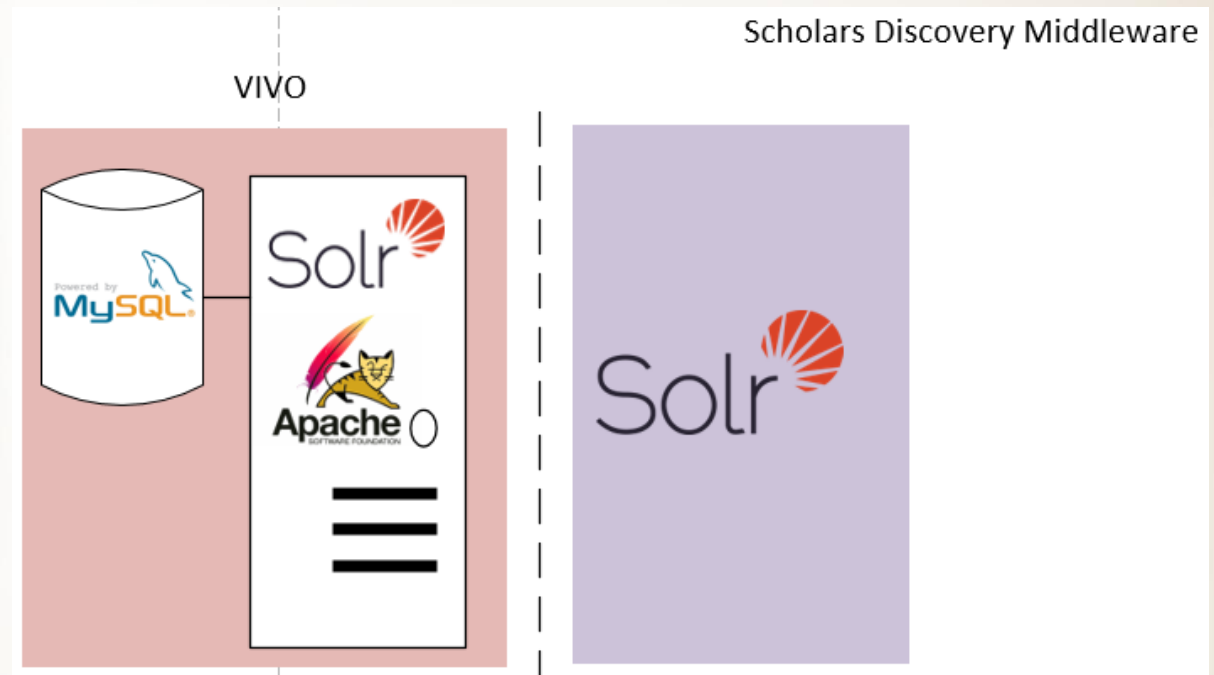 Scholars Discovery Middleware
VIVO
Solr
Powered by
MySQL®
Apache
SOFTWARE FOUNDATION
Solr